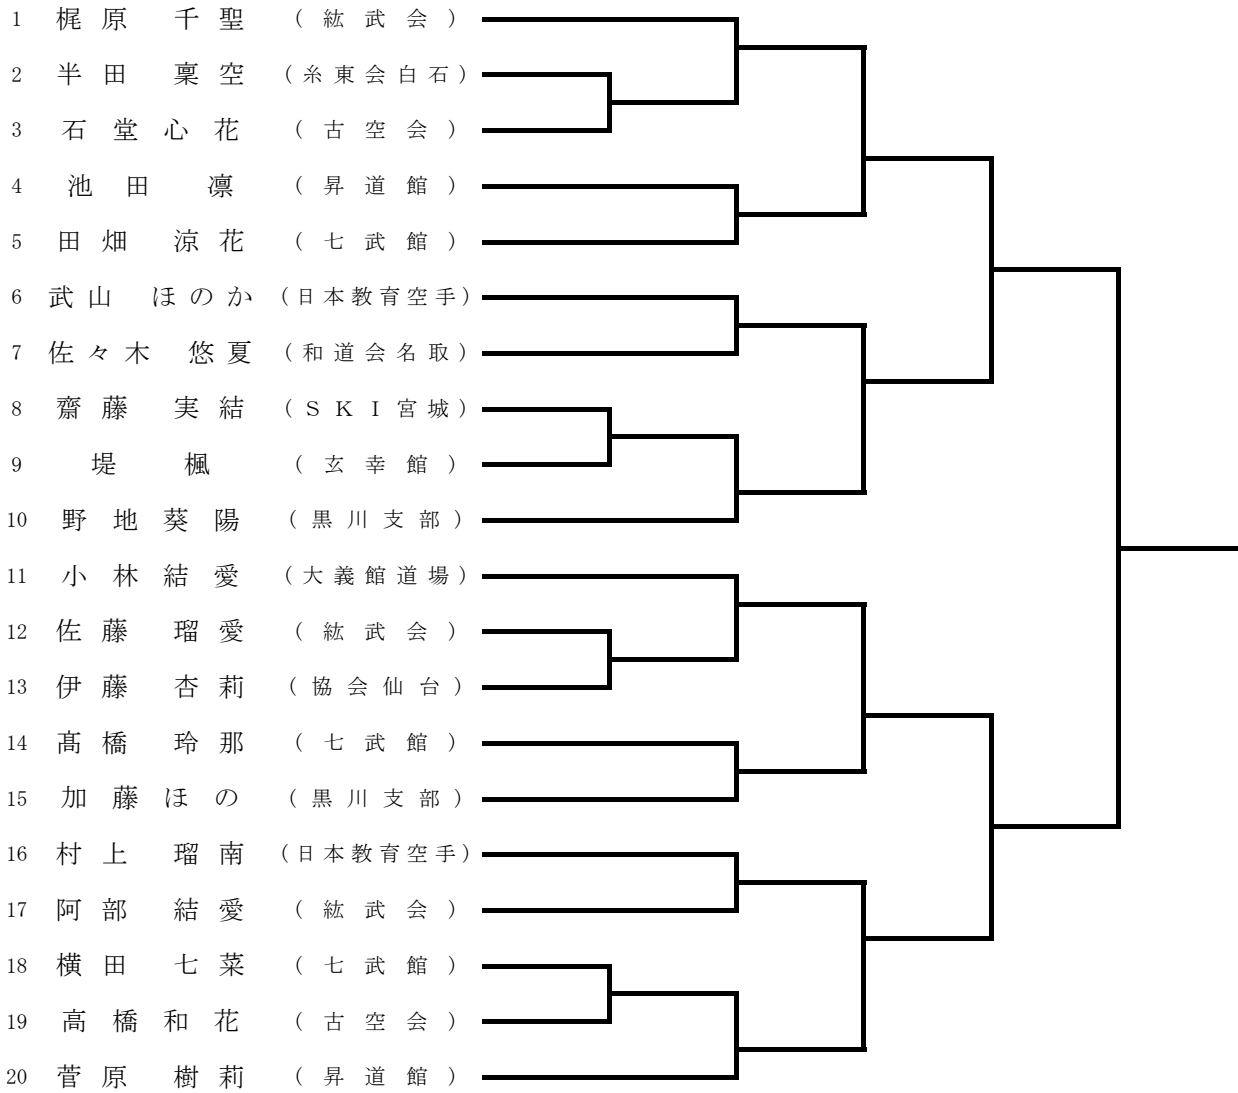 1 梶原 千聖 (紘武会)
2 半田 稟空 (糸東会白石)
3 石堂心花 (古空会)
4 池田 凛 (昇道館)
5 田畑 涼花 (七武館)
6 武山 ほのか (日本教育空手)
7 佐々木 悠夏 (和道会名取)
8 齋藤 実結 (ＳＫＩ宮城)
9 堤 楓 (玄幸館)
10 野地葵陽 (黒川支部)
11 小林結愛 (大義館道場)
12 佐藤 瑠愛 (紘武会)
13 伊藤 杏莉 (協会仙台)
14 髙橋 玲那 (七武館)
15 加藤ほの (黒川支部)
16 村上 瑠南 (日本教育空手)
17 阿部 結愛 (紘武会)
18 横田 七菜 (七武館)
19 高橋和花 (古空会)
20 菅原 樹莉 (昇道館)